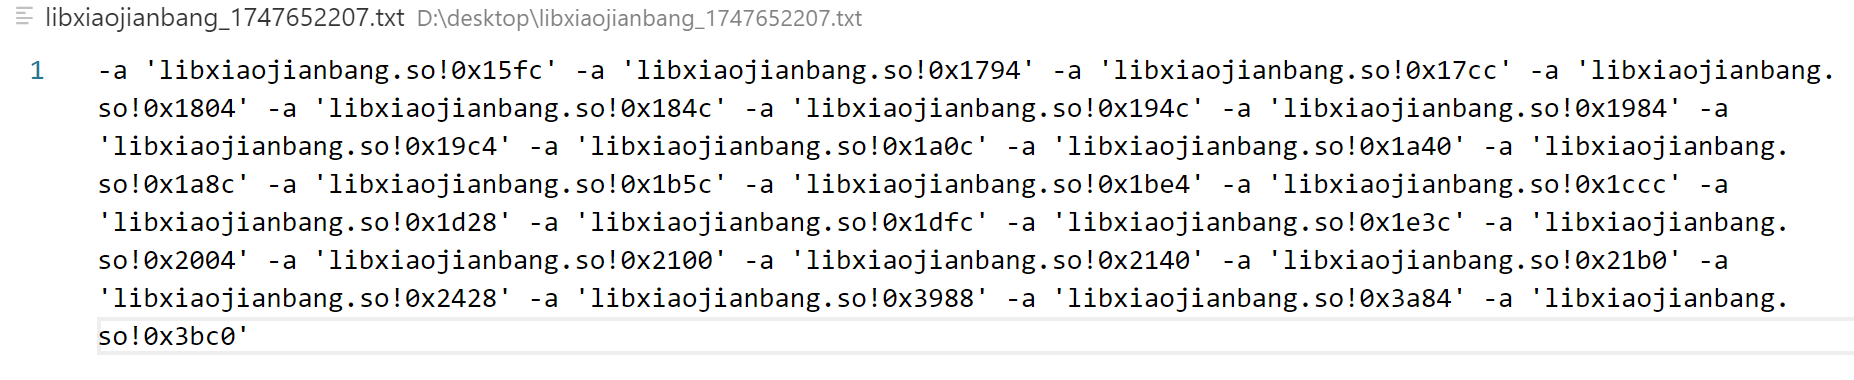 libxiaojianbang_1747652207.txt D:\desktop\libxiaojianbang_1747652207.txt
1 -a 'libxiaojianbang.so!0x15fc' -a 'libxiaojianbang.so!0x1794' -a 'libxiaojianbang.so!0x17cc' -a 'libxiaojianbang.
so!0x1804' -a 'libxiaojianbang.so!0x184c' -a 'libxiaojianbang.so!0x194c' -a 'libxiaojianbang.so!0x1984' -a
'libxiaojianbang.so!0x19c4' -a 'libxiaojianbang.so!0x1a0c' -a 'libxiaojianbang.so!0x1a40' -a 'libxiaojianbang.
so!0x1a8c' -a 'libxiaojianbang.so!0x1b5c' -a 'libxiaojianbang.so!0x1be4' -a 'libxiaojianbang.so!0x1ccc' -a
'libxiaojianbang.so!0x1d28' -a 'libxiaojianbang.so!0x1dfc' -a 'libxiaojianbang.so!0x1e3c' -a 'libxiaojianbang.
so!0x2004' -a 'libxiaojianbang.so!0x2100' -a 'libxiaojianbang.so!0x2140' -a 'libxiaojianbang.so!0x21b0' -a
'libxiaojianbang.so!0x2428' -a 'libxiaojianbang.so!0x3988' -a 'libxiaojianbang.so!0x3a84' -a 'libxiaojianbang.
so!0x3bc0'